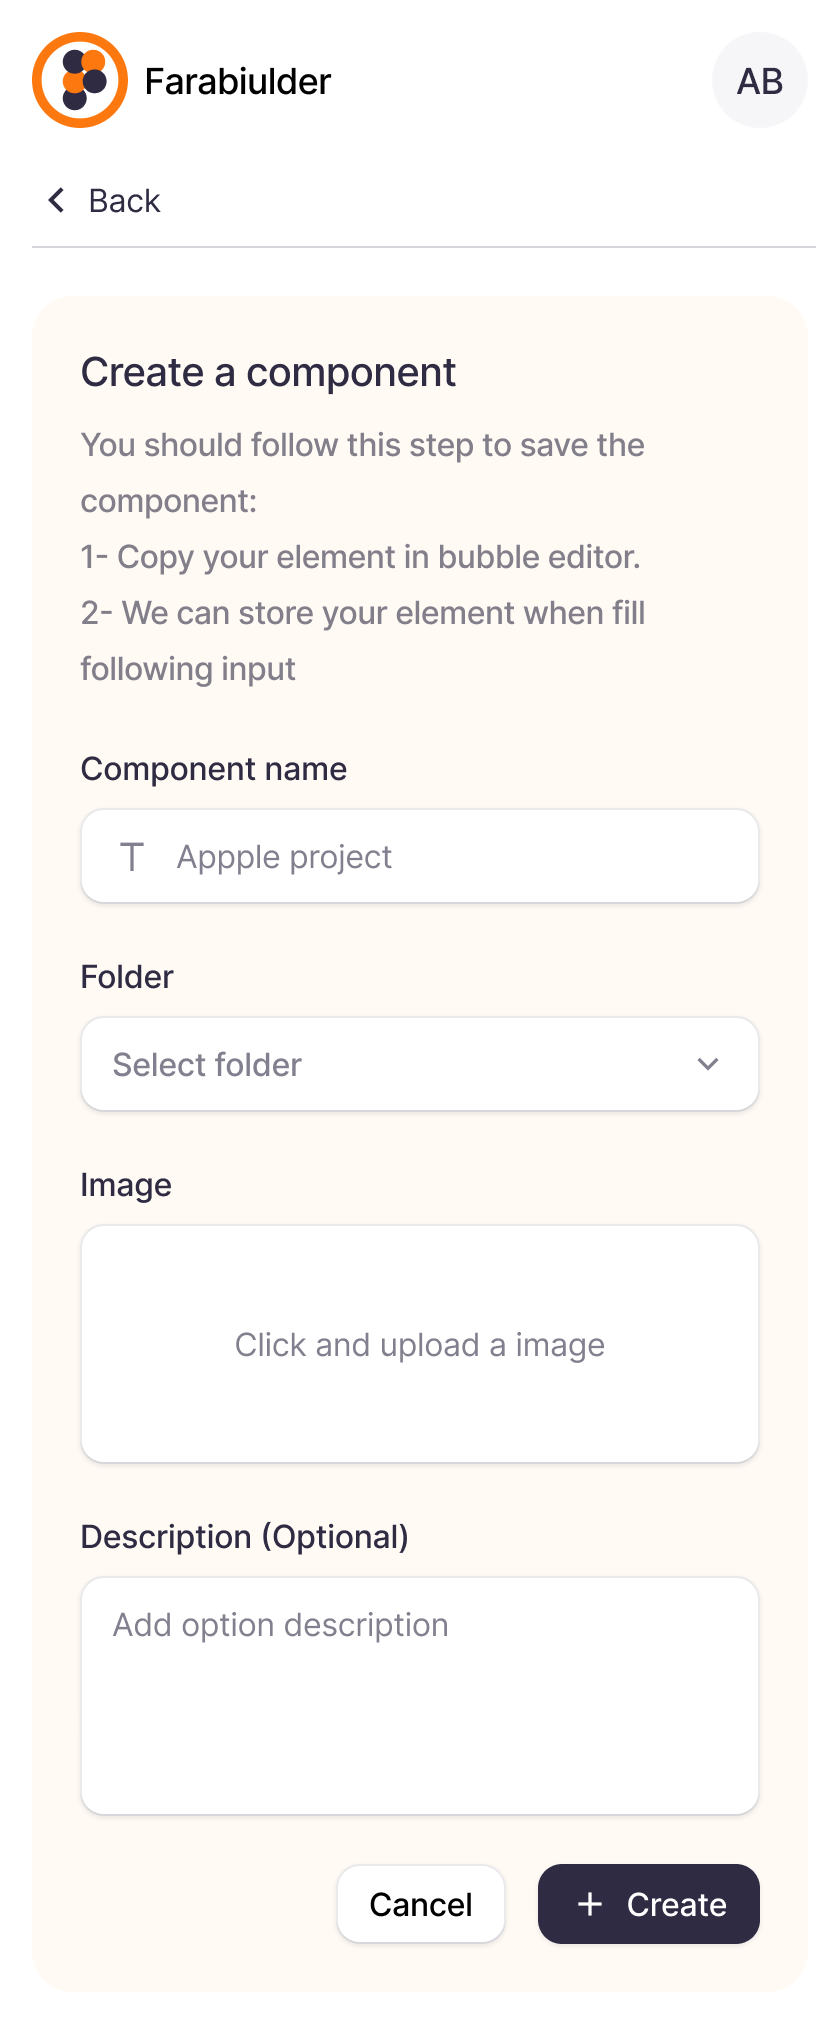 Farabiulder
AB
Back
Create a component
You should follow this step to save the
component:
1- Copy your element in bubble editor.
2- We can store your element when fill
following input
Component name
T Appple project
Folder
Select folder
Image
Click and upload a image
Description (Optional)
Add option description
Cancel
+ Create